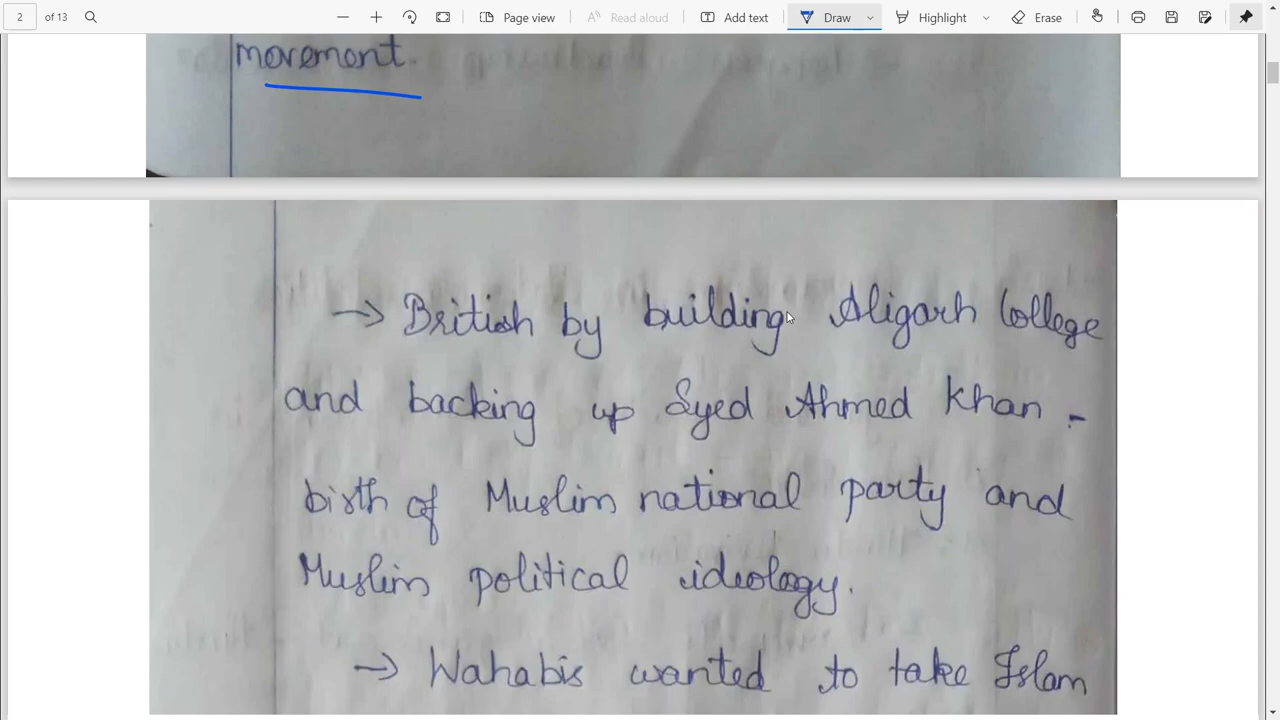 2 of 13 Page view Read aloud Add text Draw Highlight Erase
movement.
→ British by building Aligarh College
and backing up Syed Ahmed Khan -
birth of Muslim national party and
Muslim political ideology.
→ Wahabis wanted to take Islam